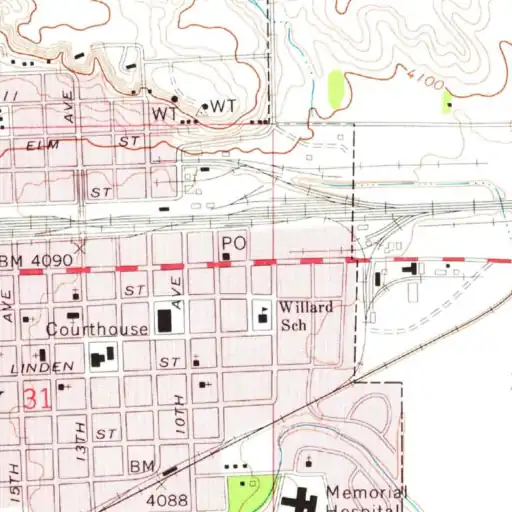 4100
AVE
WT
WT
ELM ST
ST
PO
BM 4090
ST
AVE
AVE
Willard
Sch
Courthouse
LINDEN ST
31
10TH
13TH
ST
15TH
BM
4088
Memorial
Hospital